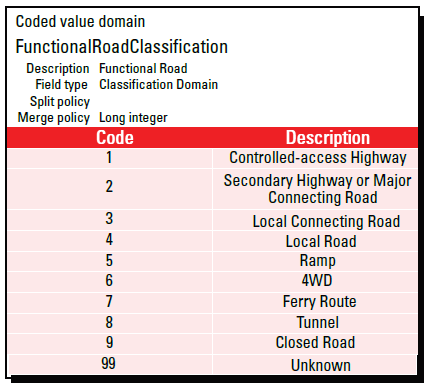 Coded value domain
FunctionalRoadClassification
Description Functional Road
Field type Classification Domain
Split policy
Merge policy Long integer
Code Description
1 Controlled-access Highway
2 Secondary Highway or Major
Connecting Road
3 Local Connecting Road
4 Local Road
5 Ramp
6 4WD
7 Ferry Route
8 Tunnel
9 Closed Road
99 Unknown